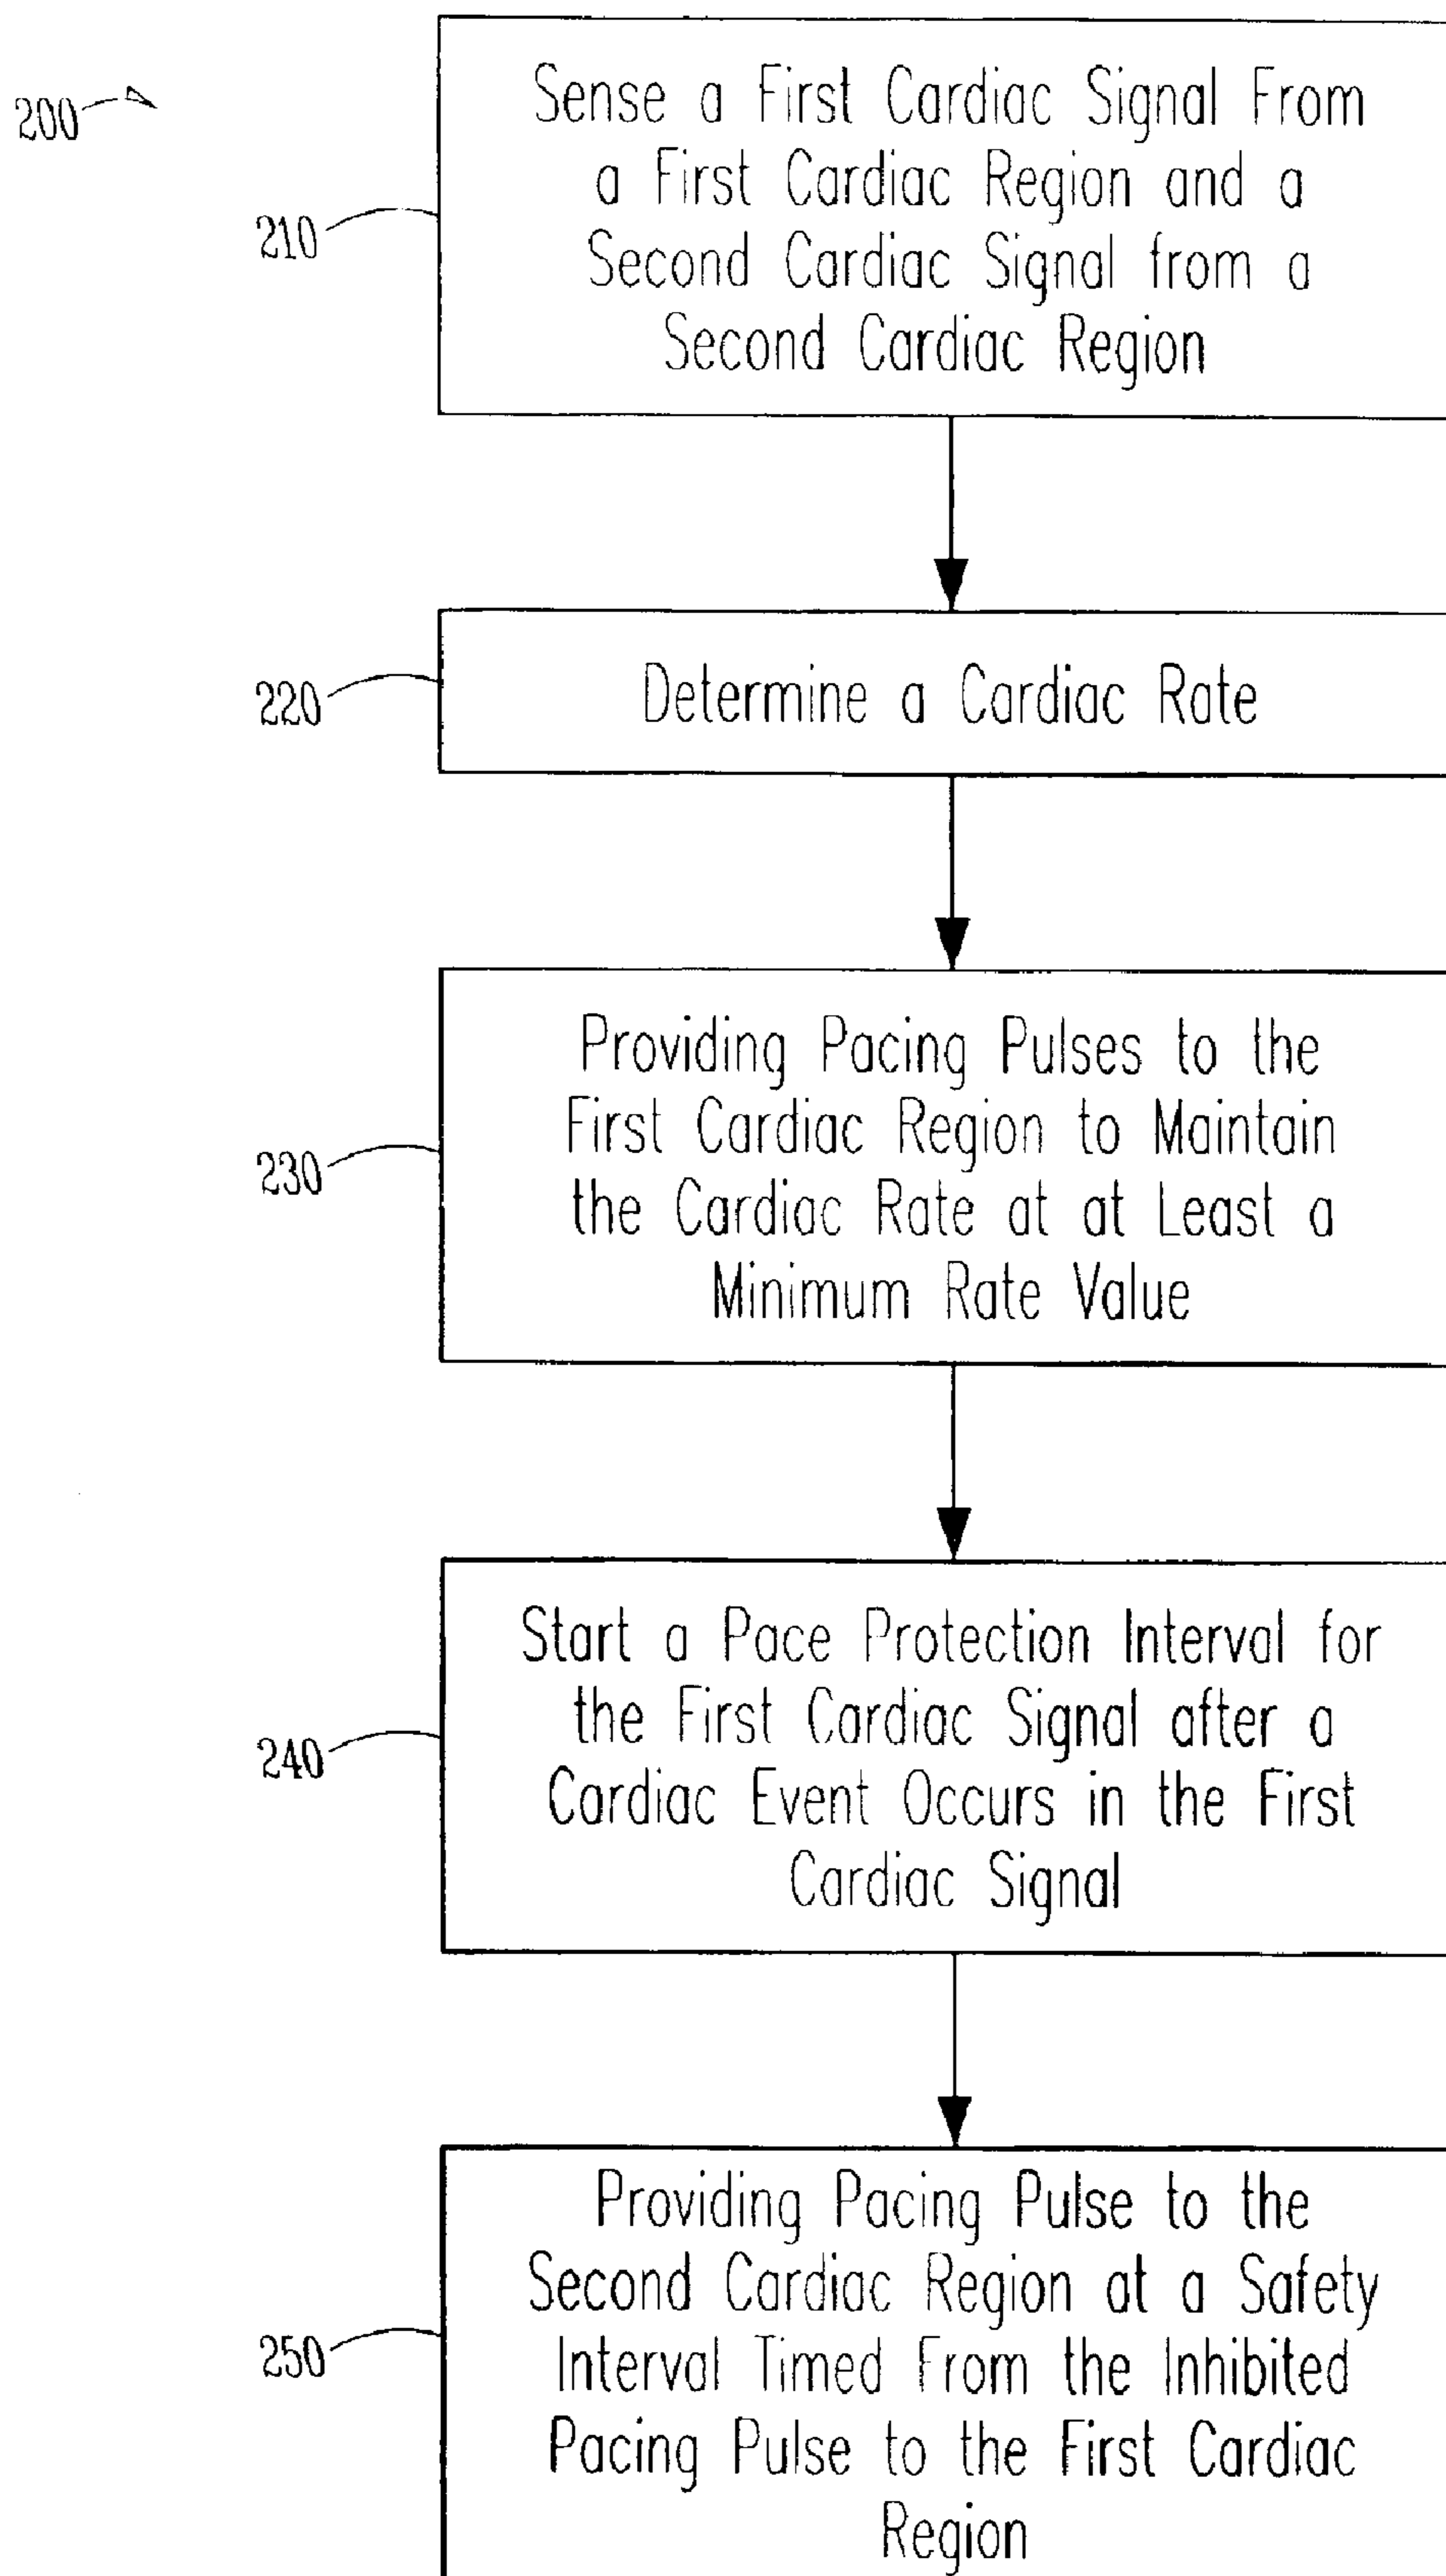 200
210
Sense a First Cardiac Signal From
a First Cardiac Region and a
Second Cardiac Signal from a
Second Cardiac Region
220
Determine a Cardiac Rate
230
Providing Pacing Pulses to the
First Cardiac Region to Maintain
the Cardiac Rate at at Least a
Minimum Rate Value
240
Start a Pace Protection Interval for
the First Cardiac Signal after a
Cardiac Event Occurs in the First
Cardiac Signal
250
Providing Pacing Pulse to the
Second Cardiac Region at a Safety
Interval Timed From the Inhibited
Pacing Pulse to the First Cardiac
Region